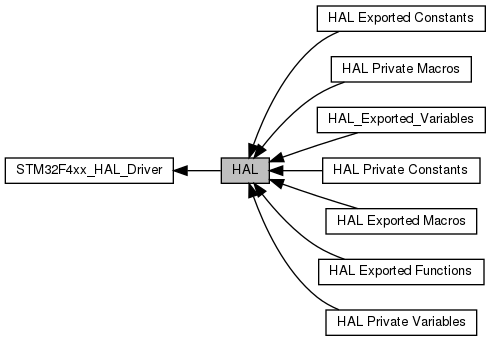 HAL Exported Constants
HAL Private Macros
HAL_Exported_Variables
STM32F4xx_HAL_Driver
HAL
HAL Private Constants
HAL Exported Macros
HAL Exported Functions
HAL Private Variables